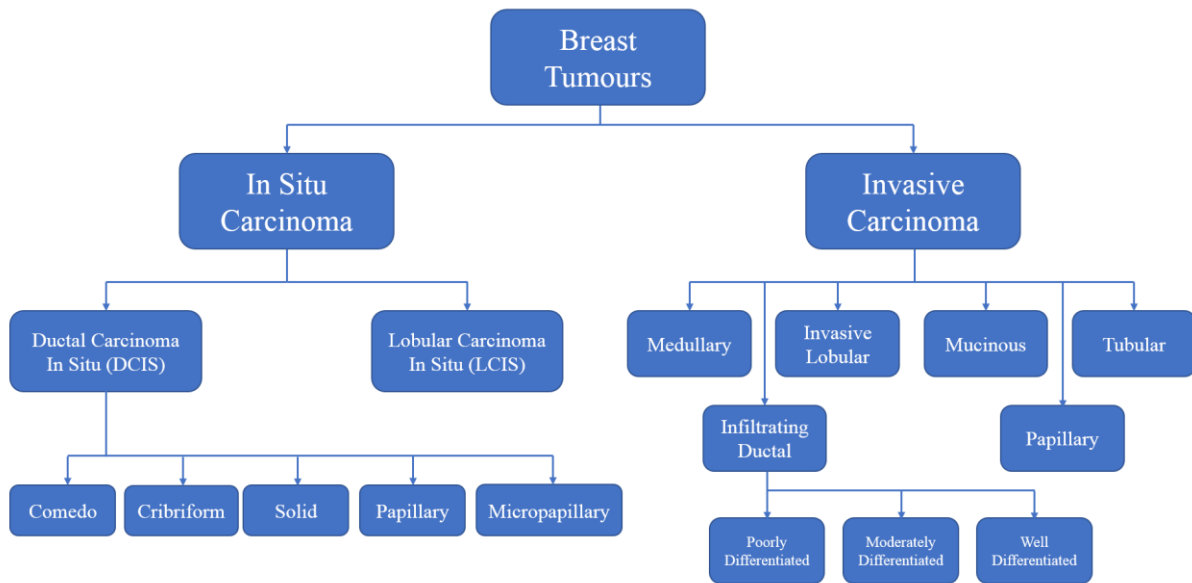 Breast
Tumours
In Situ
Carcinoma
Invasive
Carcinoma
Ductal Carcinoma
In Situ (DCIS)
Lobular Carcinoma
In Situ (LCIS)
Medullary
Invasive
Lobular
Mucinous
Tubular
Infiltrating
Ductal
Papillary
Comedo
Cribriform
Solid
Papillary
Micropapillary
Poorly
Differentiated
Moderately
Differentiated
Well
Differentiated